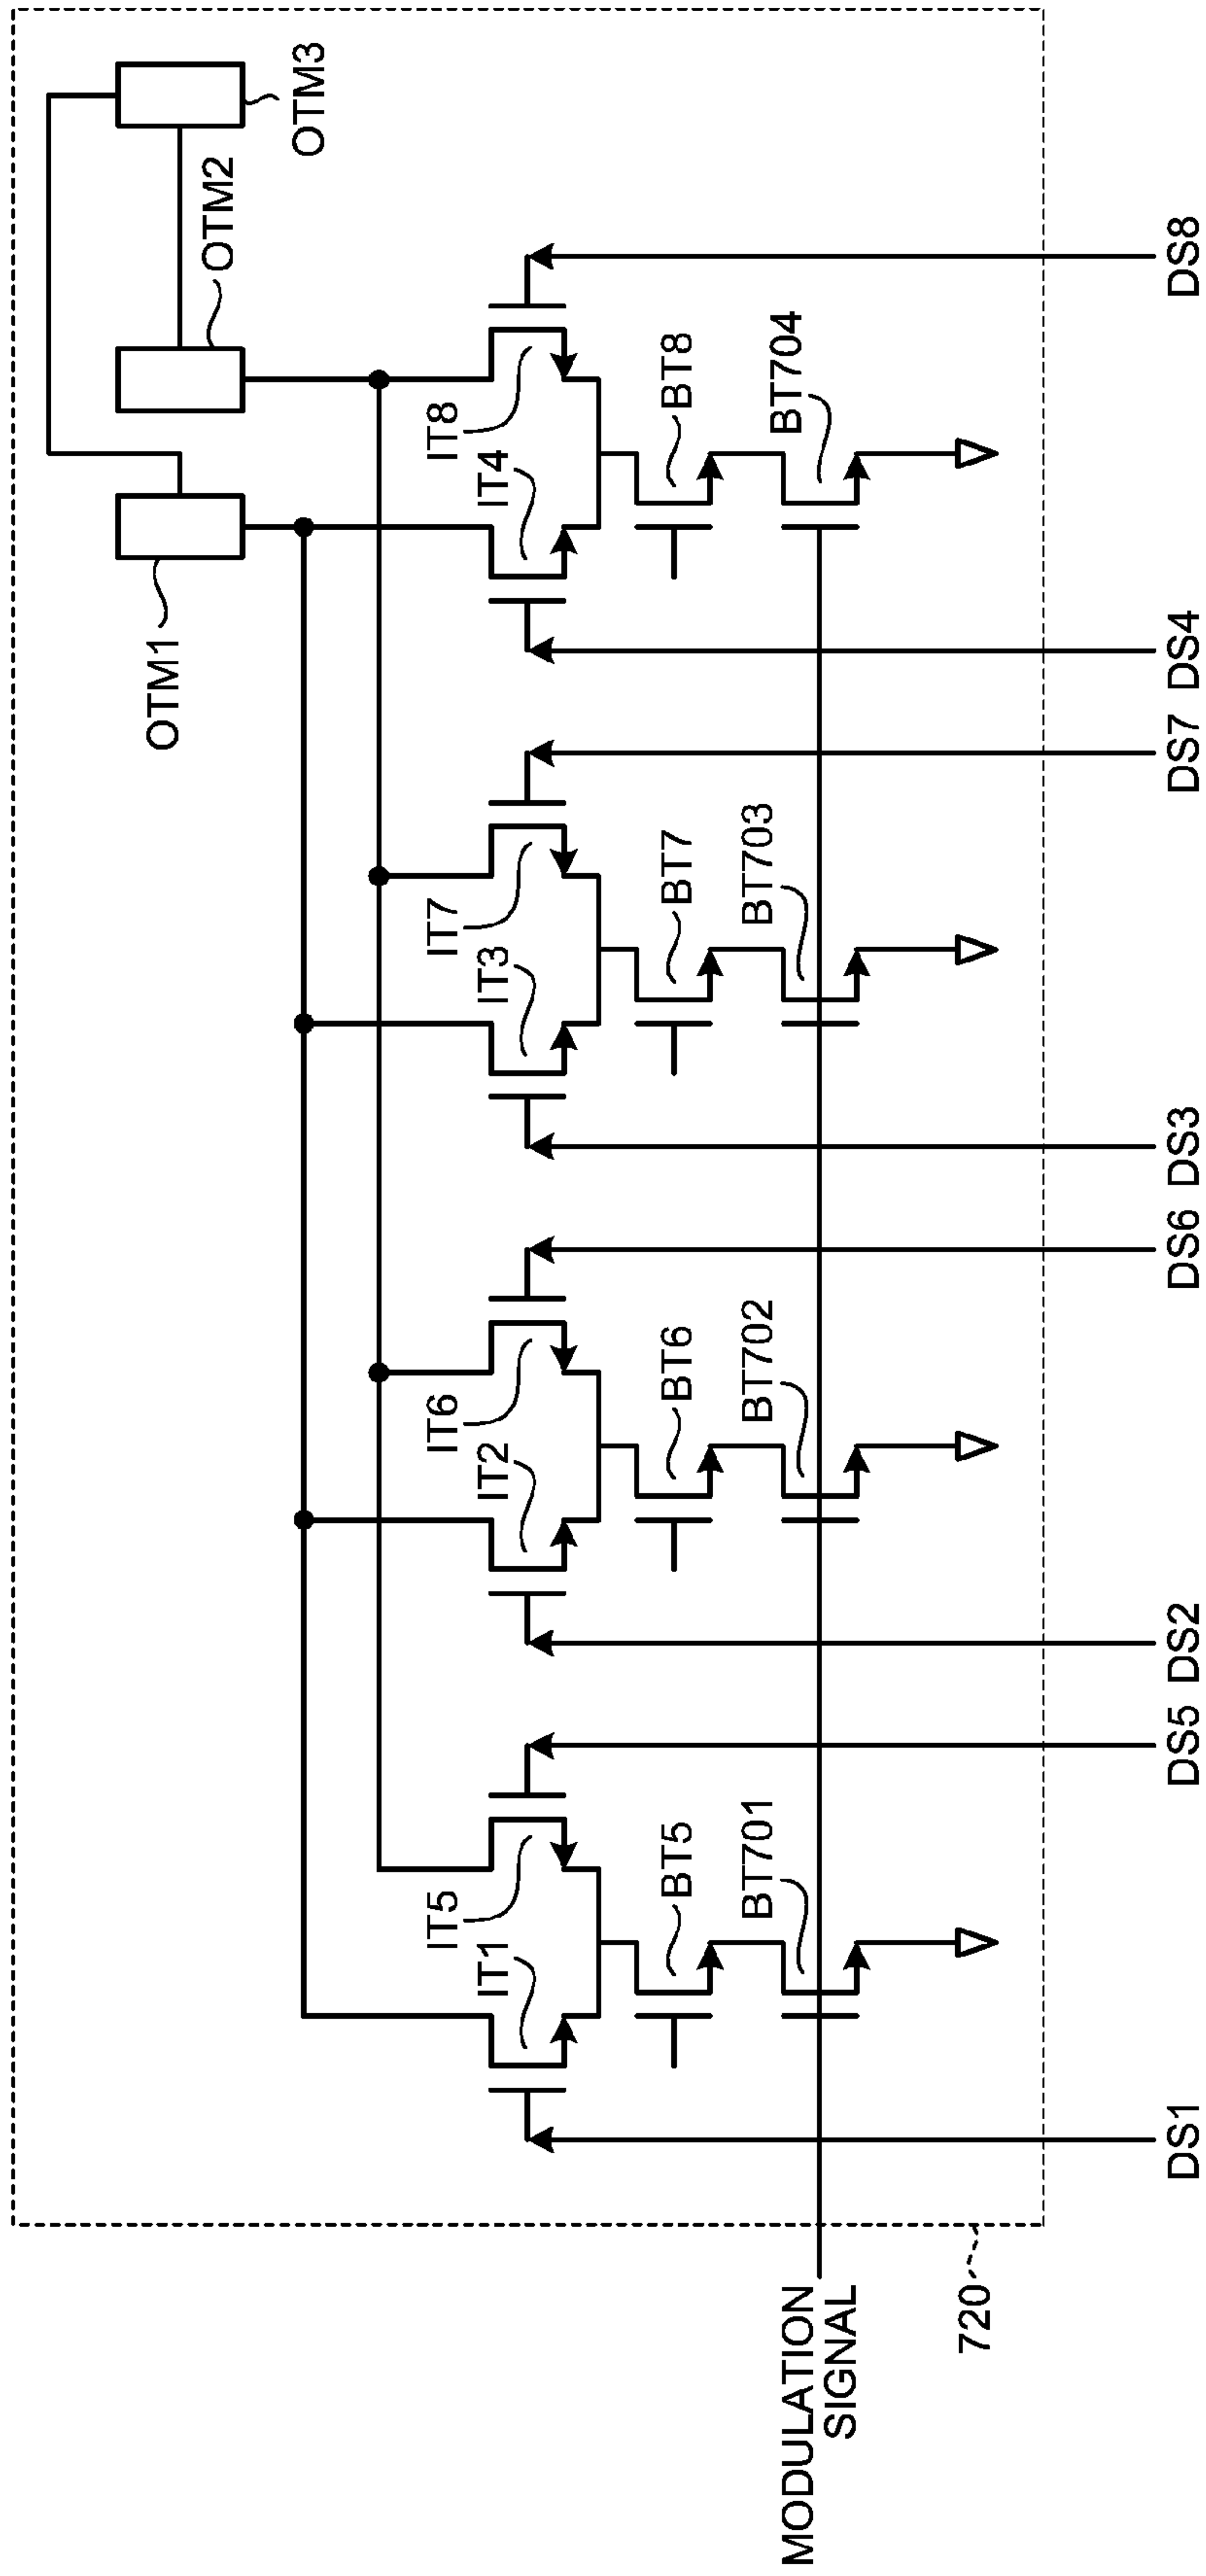 OTM1
OTM2
OTM3
IT1
IT5
IT2
IT6
IT3
IT7
IT4
IT8
BT5
BT6
BT7
BT8
BT701
BT702
BT703
BT704
MODULATION
SIGNAL
720
DS1
DS5
DS2
DS6
DS3
DS7
DS4
DS8